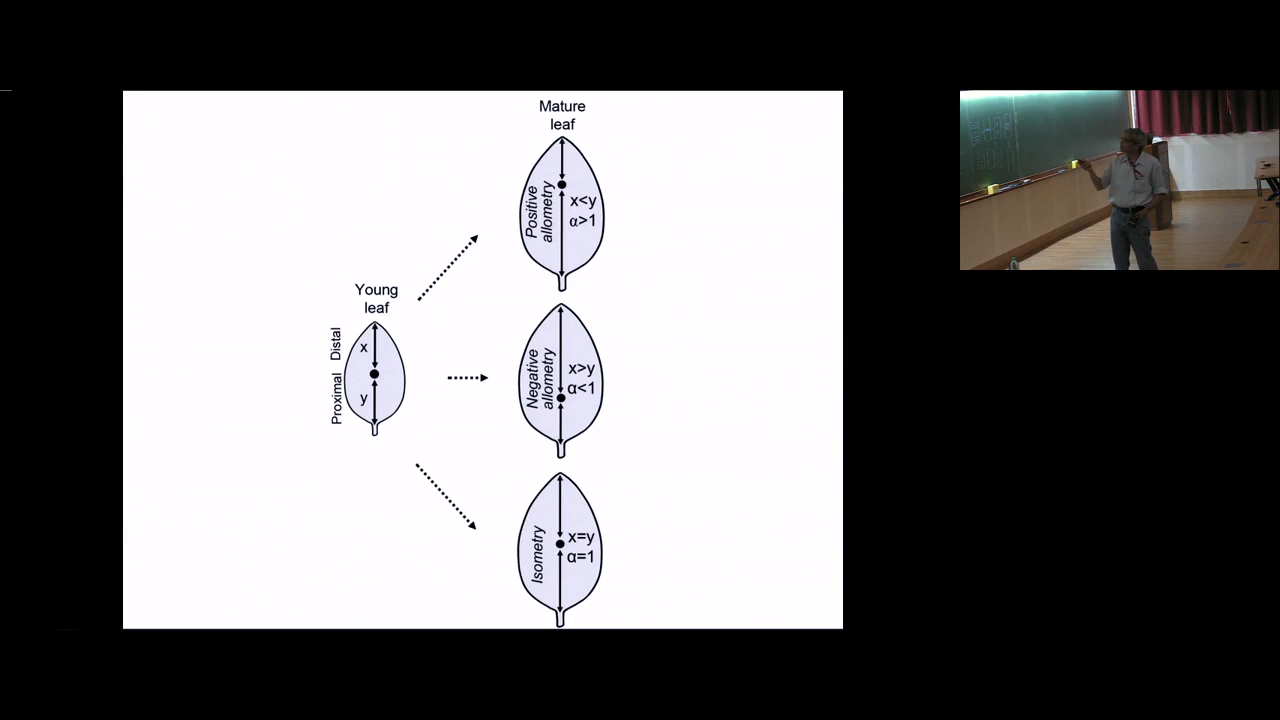 Mature
leaf
Positive
allometry
x<y
α>1
Young
leaf
Distal
Proximal
x
y
Negative
allometry
x>y
α<1
Isometry
x=y
α=1